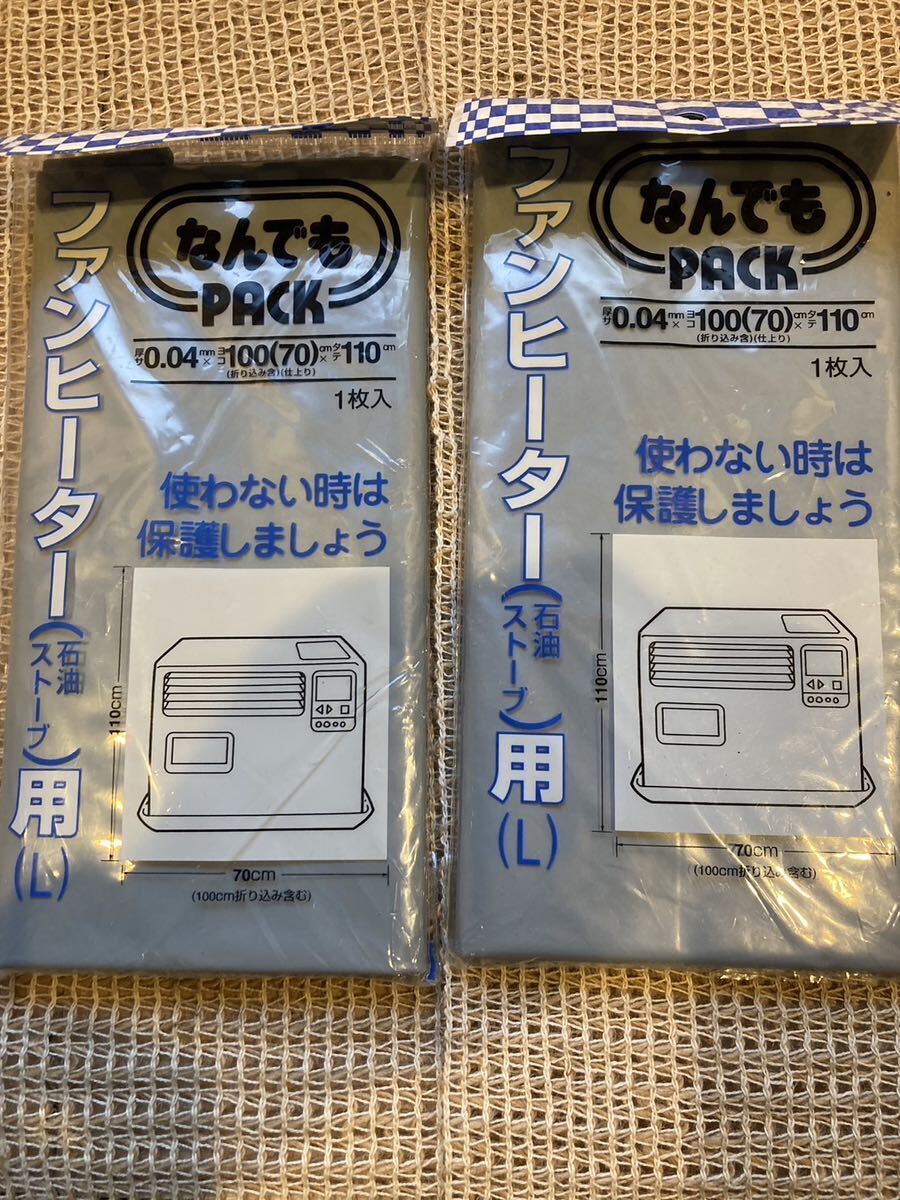 ファンヒーター(石油ストーブ)用(L)
なんでも
PACK
厚サ0.04mm×ヨコ100(70)cm×タテ110cm
(折り込み含)(仕上り)
1枚入
使わない時は
保護しましょう
110cm
70cm
(100cm折り込み含む)
ファンヒーター(石油ストーブ)用(L)
なんでも
PACK
厚サ0.04mm×ヨコ100(70)cm×タテ110cm
(折り込み含)(仕上り)
1枚入
使わない時は
保護しましょう
110cm
70cm
(100cm折り込み含む)